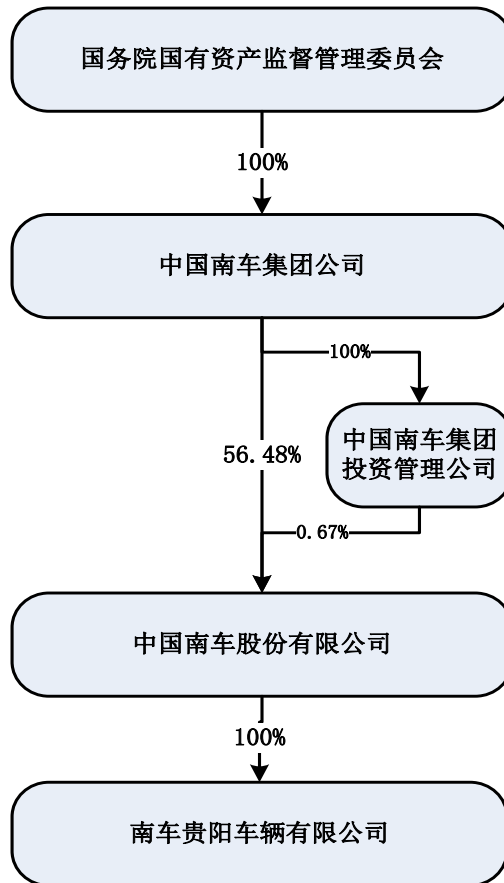 国务院国有资产监督管理委员会
100%
中国南车集团公司
100%
中国南车集团
投资管理公司
56.48%
0.67%
中国南车股份有限公司
100%
南车贵阳车辆有限公司